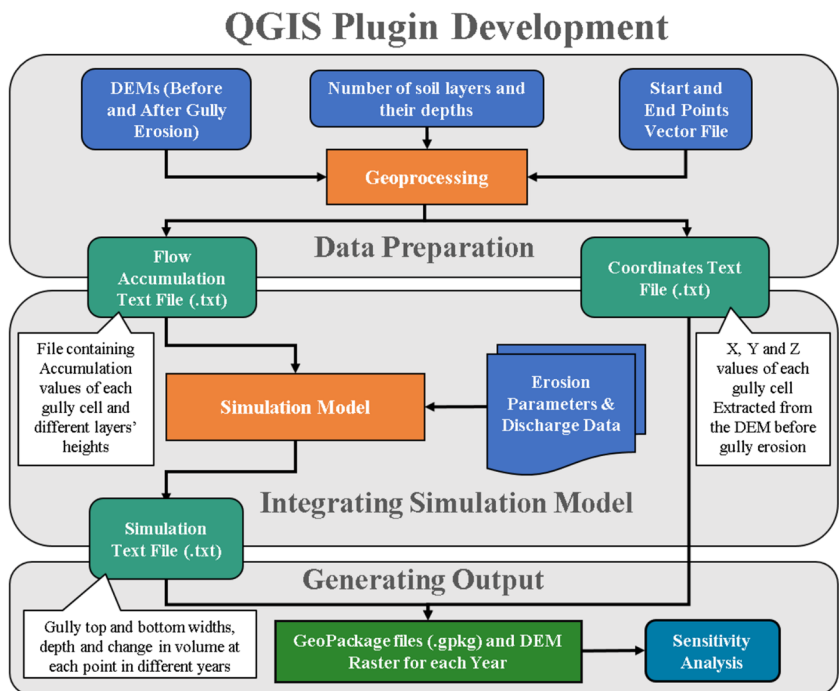 QGIS Plugin Development
DEMs (Before
and After Gully
Erosion)
Number of soil layers and
their depths
Start and
End Points
Vector File
Geoprocessing
Data Preparation
Flow
Accumulation
Text File (.txt)
Coordinates Text
File (.txt)
File containing
Accumulation
values of each
gully cell and
different layers’
heights
Simulation Model
Erosion
Parameters &
Discharge Data
X, Y and Z
values of each
gully cell
Extracted from
the DEM before
gully erosion
Integrating Simulation Model
Simulation
Text File (.txt)
Generating Output
Gully top and bottom widths,
depth and change in volume at
each point in different years
GeoPackage files (.gpkg) and DEM
Raster for each Year
Sensitivity
Analysis